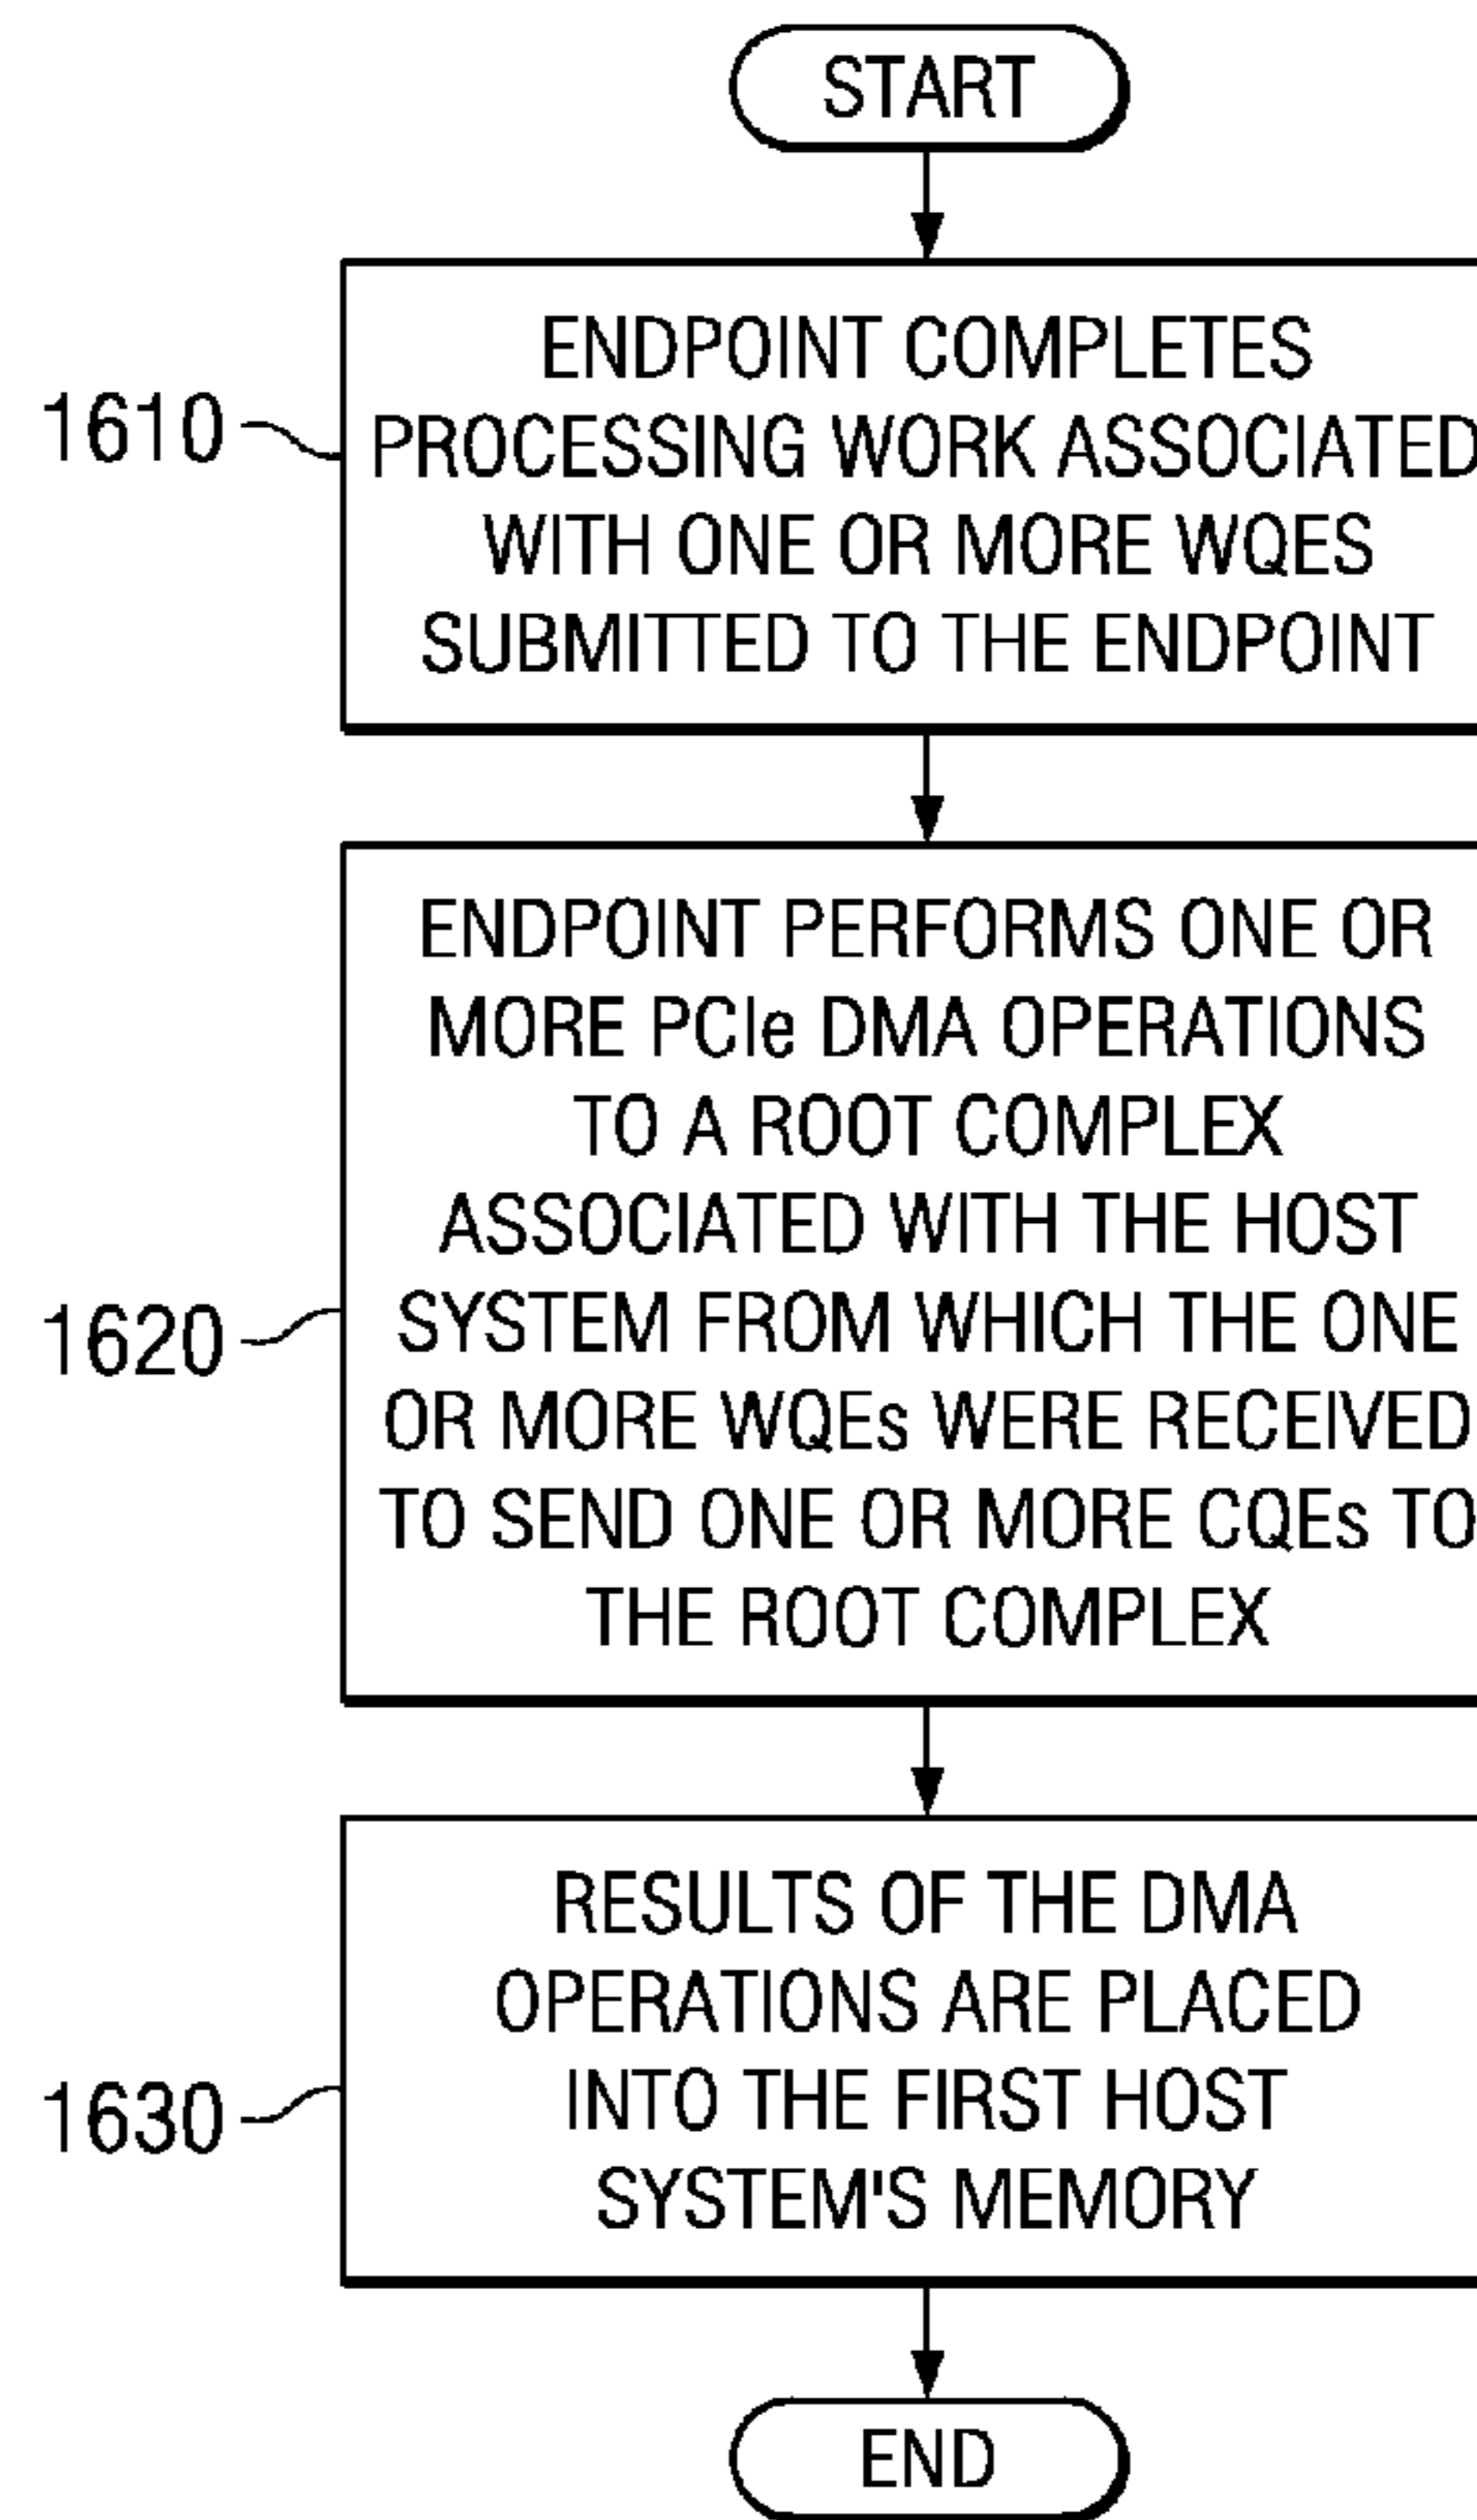 START
ENDPOINT COMPLETES
PROCESSING WORK ASSOCIATED
WITH ONE OR MORE WQES
SUBMITTED TO THE ENDPOINT
1610
ENDPOINT PERFORMS ONE OR
MORE PCIe DMA OPERATIONS
TO A ROOT COMPLEX
ASSOCIATED WITH THE HOST
SYSTEM FROM WHICH THE ONE
OR MORE WQEs WERE RECEIVED
TO SEND ONE OR MORE CQEs TO
THE ROOT COMPLEX
1620
RESULTS OF THE DMA
OPERATIONS ARE PLACED
INTO THE FIRST HOST
SYSTEM'S MEMORY
1630
END